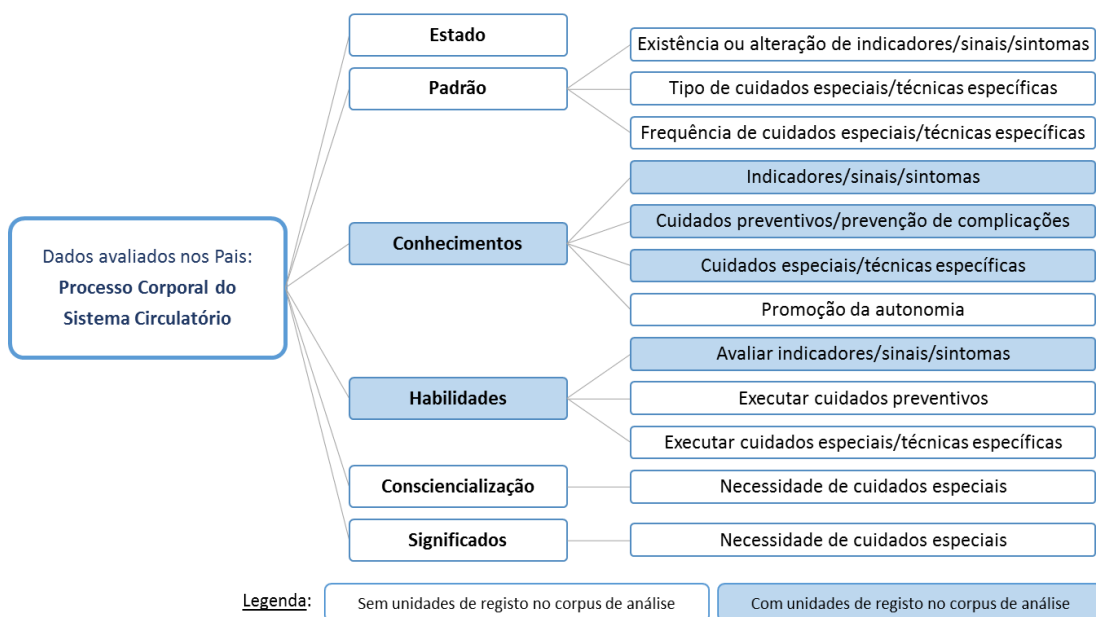 Dados avaliados nos Pais:
Processo Corporal do
Sistema Circulatório
Estado
Padrão
Existência ou alteração de indicadores/sinais/sintomas
Tipo de cuidados especiais/técnicas específicas
Frequência de cuidados especiais/técnicas específicas
Conhecimentos
Indicadores/sinais/sintomas
Cuidados preventivos/prevenção de complicações
Cuidados especiais/técnicas específicas
Promoção da autonomia
Habilidades
Avaliar indicadores/sinais/sintomas
Executar cuidados preventivos
Executar cuidados especiais/técnicas específicas
Consciencialização
Necessidade de cuidados especiais
Significados
Necessidade de cuidados especiais
Legenda:
Sem unidades de registo no corpus de análise
Com unidades de registo no corpus de análise